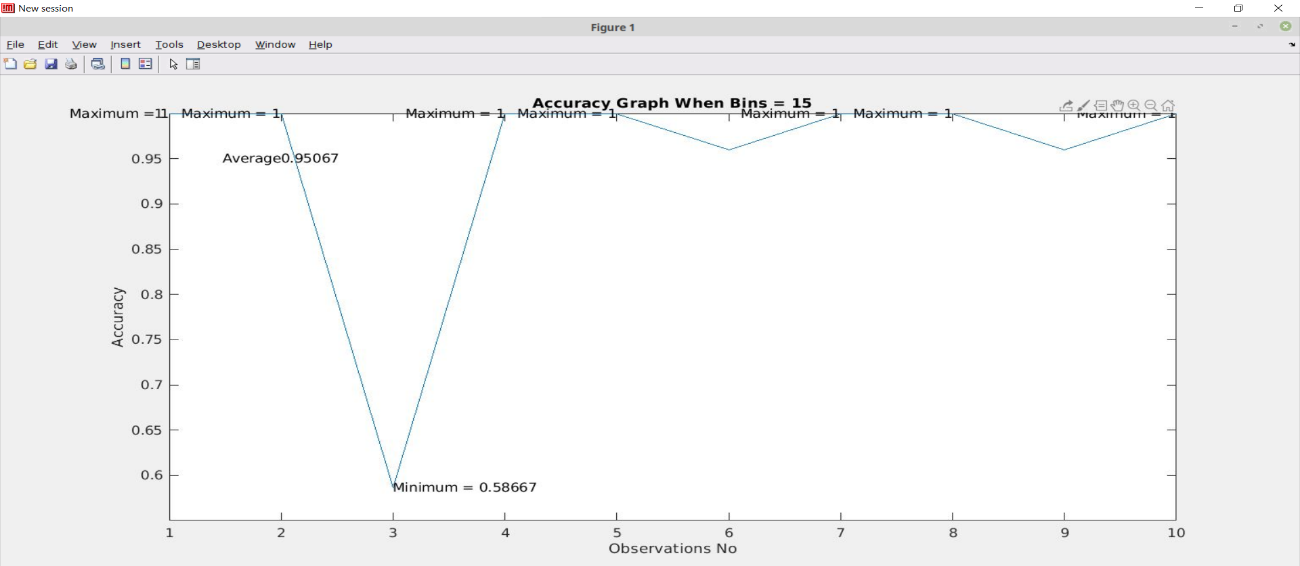 New session
Figure 1
File Edit View Insert Tools Desktop Window Help
Accuracy Graph When Bins = 15
Maximum =11 Maximum = 1 Maximum = 1 Maximum = 1 Maximum = 1 Maximum = 1 Maximum = 1
0.95
Average0.95067
0.9
0.85
0.8
0.75
0.7
0.65
0.6
Accuracy
Minimum = 0.58667
1 2 3 4 5 6 7 8 9 10
Observations No